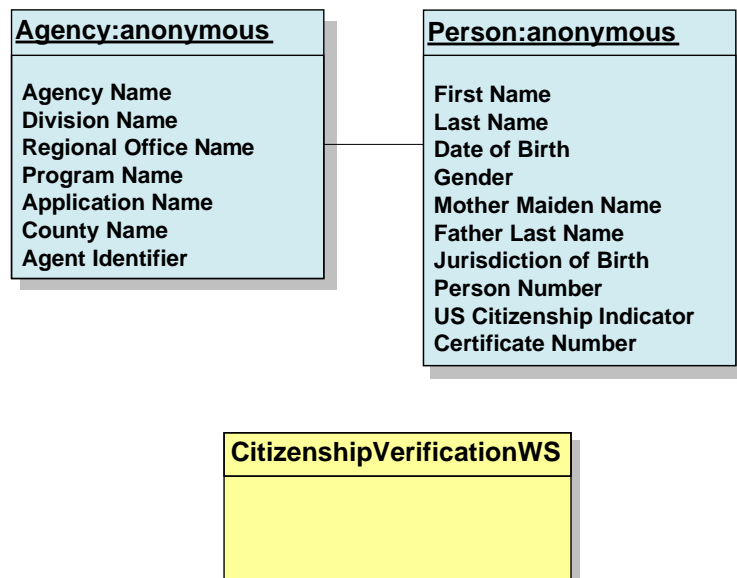 Agency:anonymous
Agency Name
Division Name
Regional Office Name
Program Name
Application Name
County Name
Agent Identifier
Person:anonymous
First Name
Last Name
Date of Birth
Gender
Mother Maiden Name
Father Last Name
Jurisdiction of Birth
Person Number
US Citizenship Indicator
Certificate Number
CitizenshipVerificationWS